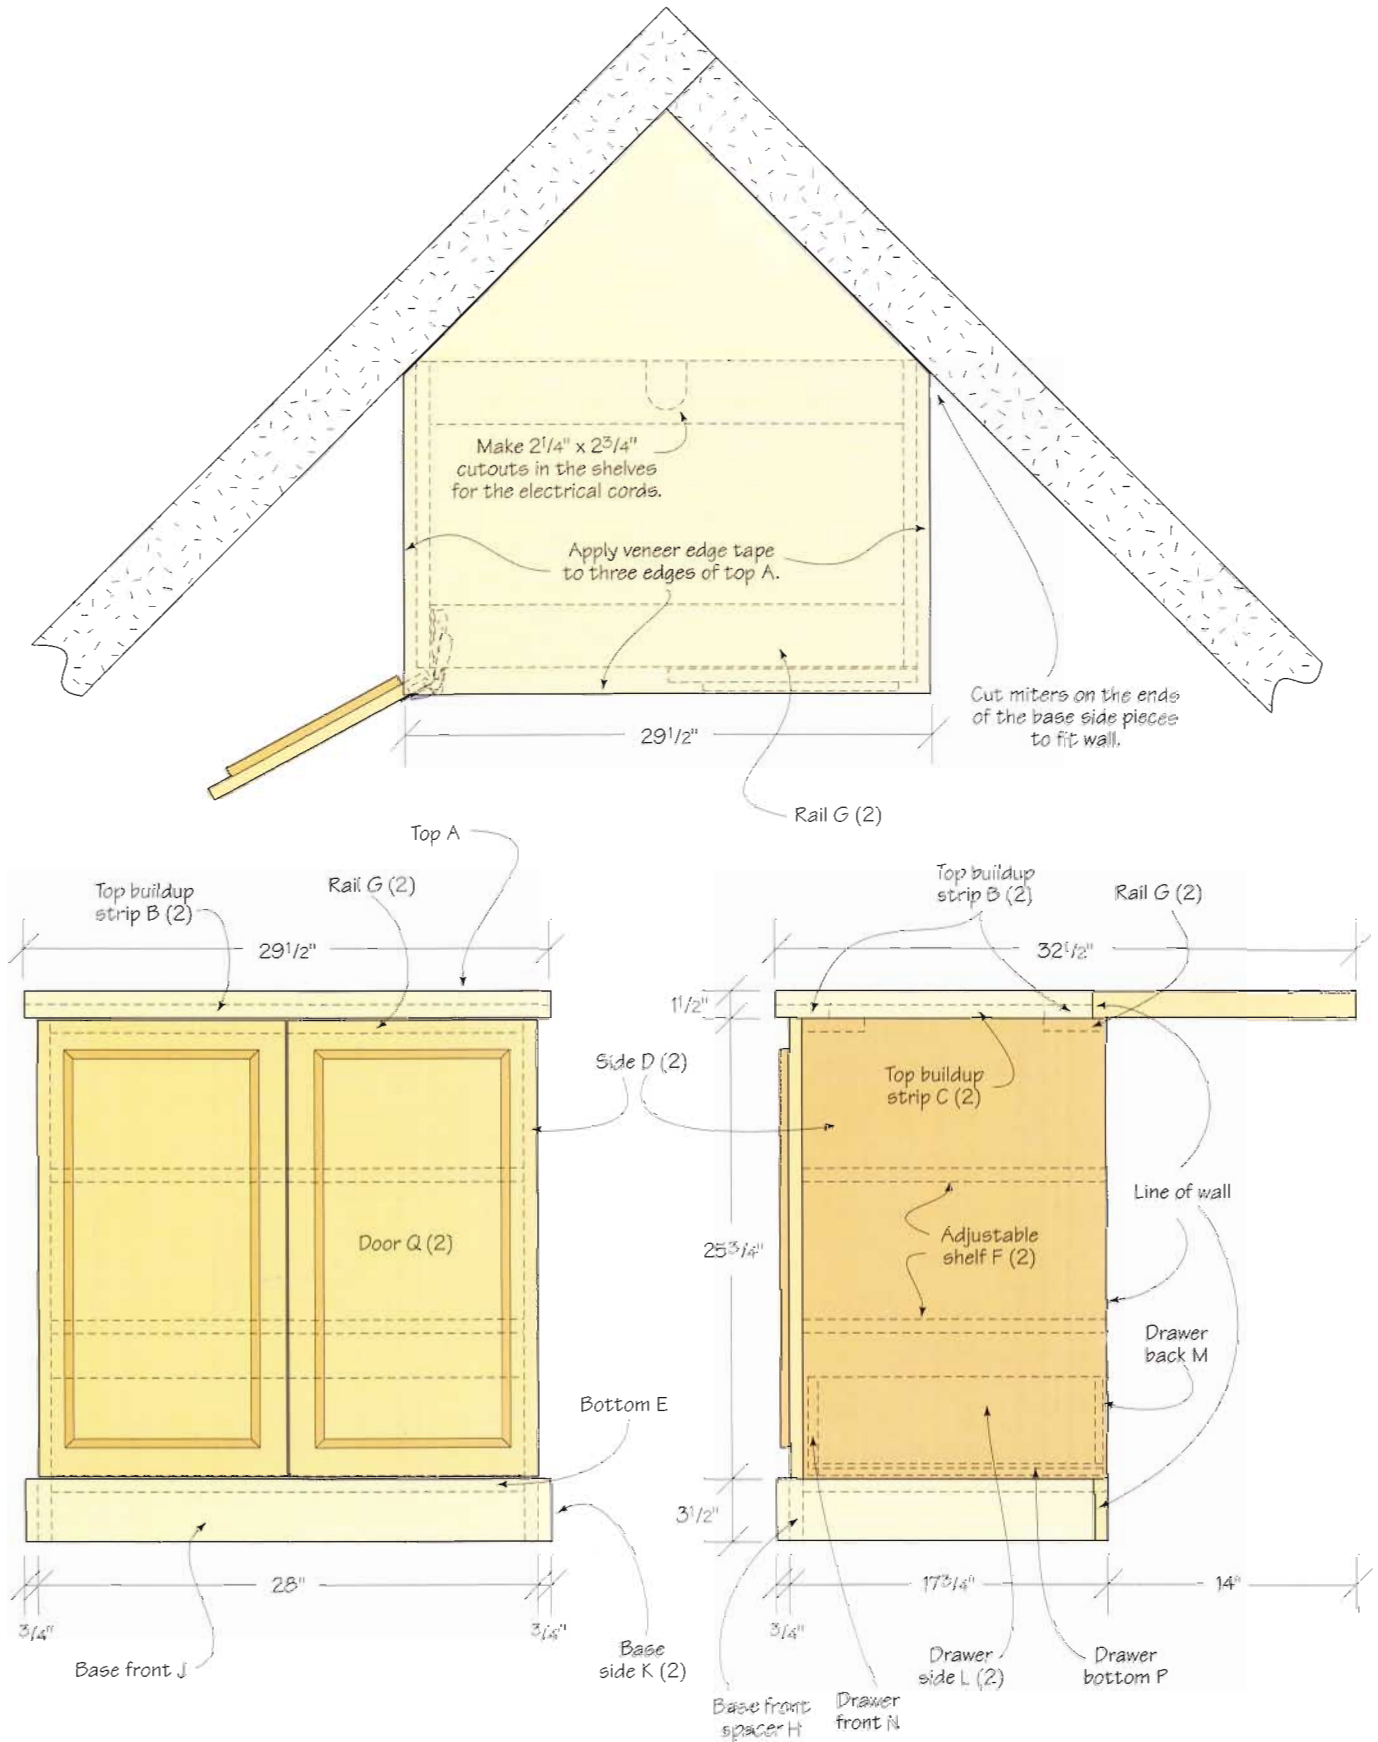 Make 2 1/4" x 2 3/4"
cutouts in the shelves
for the electrical cords.
Apply veneer edge tape
to three edges of top A.
Cut miters on the ends
of the base side pieces
to fit wall.
29 1/2"
Rail G (2)
Top A
Top buildup
strip B (2)
Rail G (2)
29 1/2"
Top buildup
strip B (2)
Rail G (2)
32 1/2"
1 1/2"
Side D (2)
Top buildup
strip C (2)
Line of wall
Door Q (2)
25 3/4"
Adjustable
shelf F (2)
Drawer
back M
Bottom E
3 1/2"
28"
3/4"
3/4"
17 3/4"
14"
3/4"
Base front J
Base
side K (2)
Drawer
side L (2)
Drawer
bottom P
Base front
spacer H
Drawer
front N